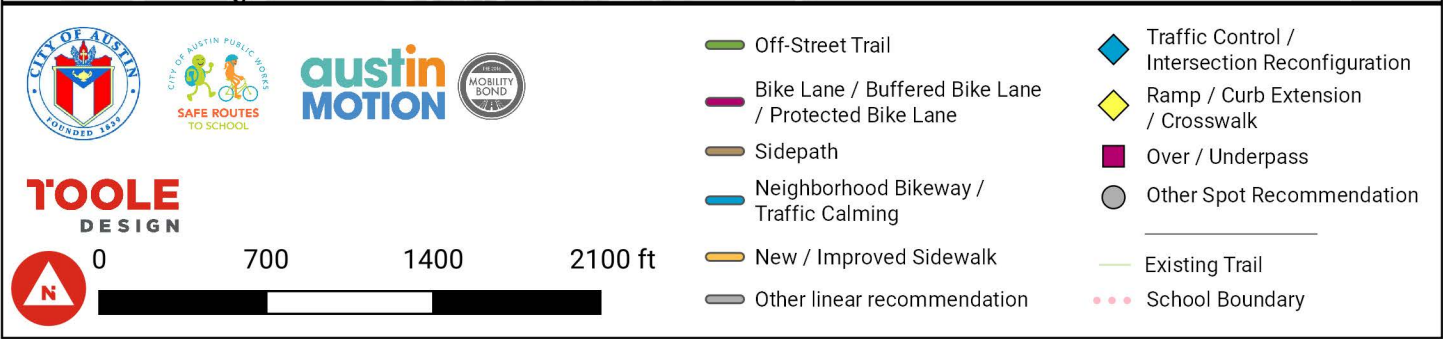 CITY OF AUSTIN
FOUNDED 1839
CITY OF AUSTIN PUBLIC WORKS
SAFE ROUTES
TO SCHOOL
austin
MOTION
MOBILITY
BOND
TOOLE
DESIGN
N
0 700 1400 2100 ft
Off-Street Trail
Bike Lane / Buffered Bike Lane
/ Protected Bike Lane
Sidepath
Neighborhood Bikeway /
Traffic Calming
New / Improved Sidewalk
Other linear recommendation
Traffic Control /
Intersection Reconfiguration
Ramp / Curb Extension
/ Crosswalk
Over / Underpass
Other Spot Recommendation
Existing Trail
School Boundary